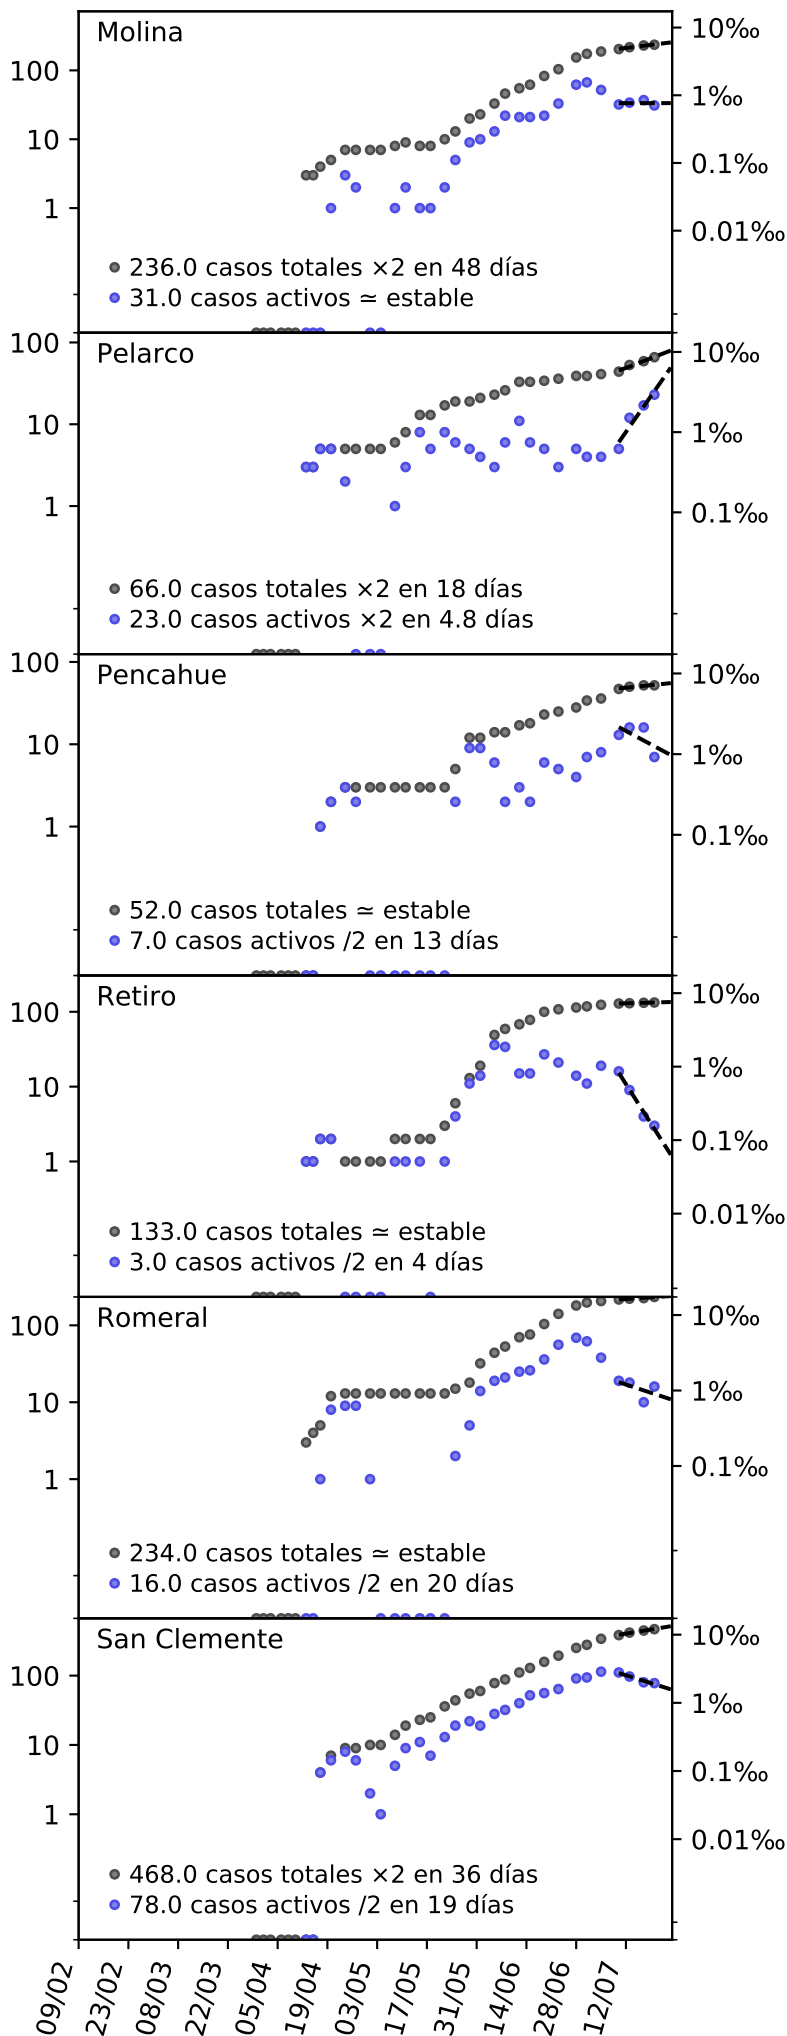 Molina
100
10
1
10‰
1‰
0.1‰
0.01‰
236.0 casos totales ×2 en 48 días
31.0 casos activos ≃ estable
Pelarco
100
10
1
10‰
1‰
0.1‰
66.0 casos totales ×2 en 18 días
23.0 casos activos ×2 en 4.8 días
Pencahue
100
10
1
10‰
1‰
0.1‰
52.0 casos totales ≃ estable
7.0 casos activos /2 en 13 días
Retiro
100
10
1
10‰
1‰
0.1‰
0.01‰
133.0 casos totales ≃ estable
3.0 casos activos /2 en 4 días
Romeral
100
10
1
10‰
1‰
0.1‰
234.0 casos totales ≃ estable
16.0 casos activos /2 en 20 días
San Clemente
100
10
1
10‰
1‰
0.1‰
0.01‰
468.0 casos totales ×2 en 36 días
78.0 casos activos /2 en 19 días
09/02
23/02
08/03
22/03
05/04
19/04
03/05
17/05
31/05
14/06
28/06
12/07